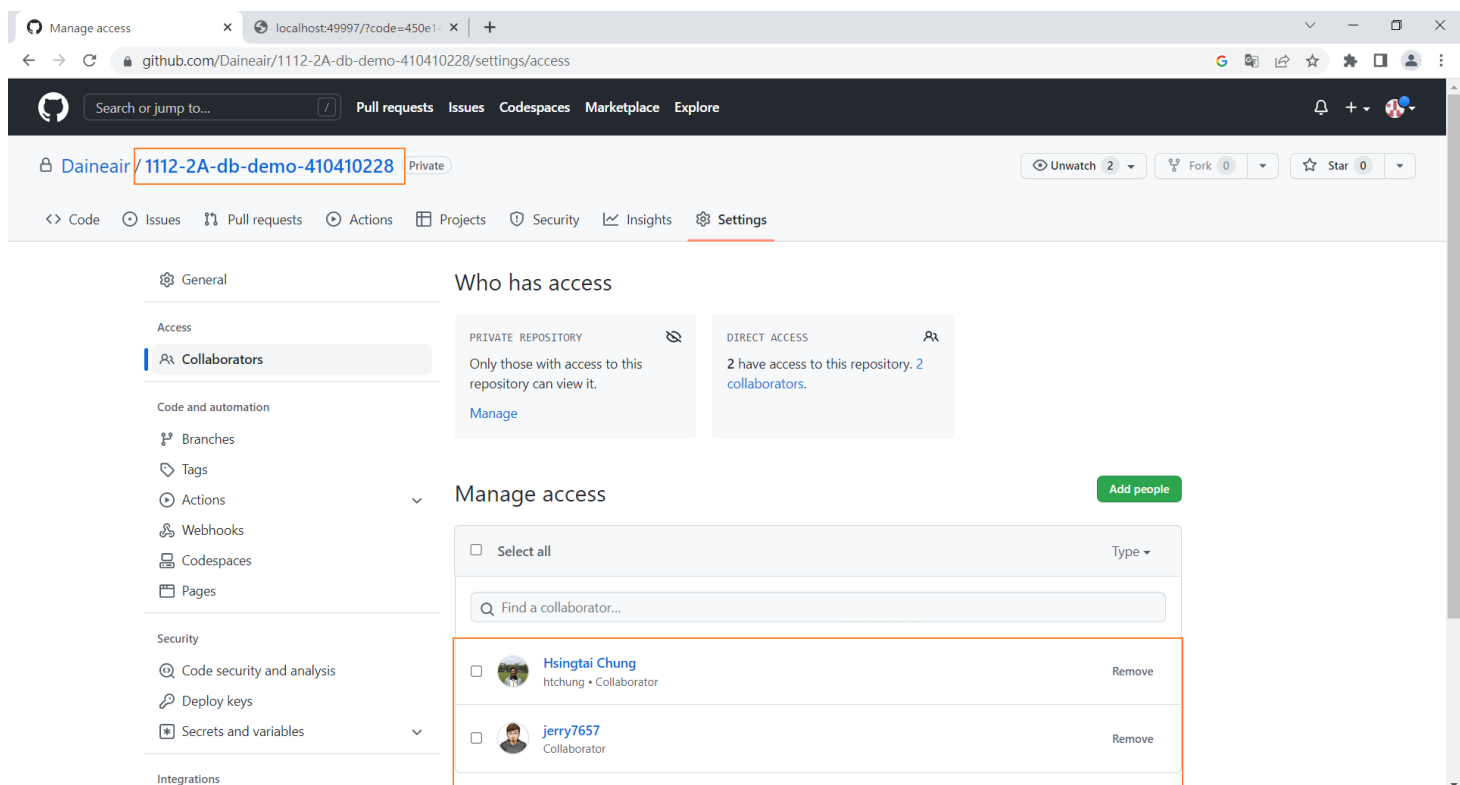 Manage access
localhost:49997/?code=450e1
github.com/Daineair/1112-2A-db-demo-410410228/settings/access
Search or jump to...
/
Pull requests
Issues
Codespaces
Marketplace
Explore
Daineair / 1112-2A-db-demo-410410228
Private
Unwatch 2
Fork 0
Star 0
Code
Issues
Pull requests
Actions
Projects
Security
Insights
Settings
General
Access
Collaborators
Code and automation
Branches
Tags
Actions
Webhooks
Codespaces
Pages
Security
Code security and analysis
Deploy keys
Secrets and variables
Integrations
Who has access
PRIVATE REPOSITORY
Only those with access to this
repository can view it.
Manage
DIRECT ACCESS
2 have access to this repository. 2
collaborators.
Manage access
Add people
Select all
Type
Find a collaborator...
Hsingtai Chung
htchung • Collaborator
Remove
jerry7657
Collaborator
Remove